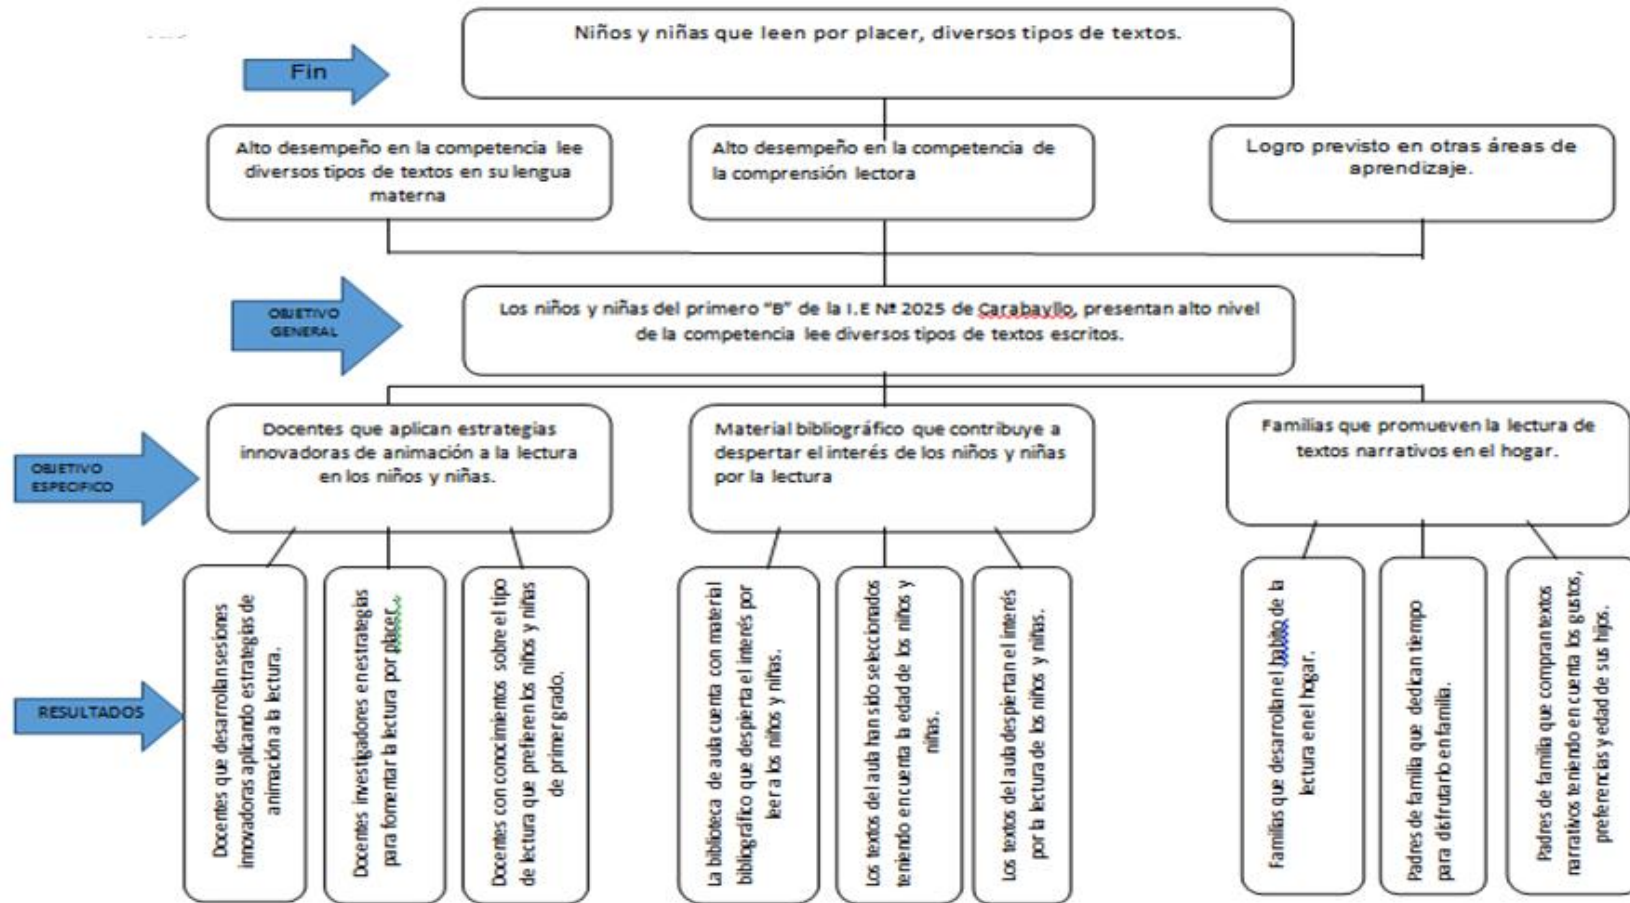 Niños y niñas que leen por placer, diversos tipos de textos.
Fin
Alto desempeño en la competencia lee
diversos tipos de textos en su lengua
materna
Alto desempeño en la competencia de
la comprensión lectora
Logro previsto en otras áreas de
aprendizaje.
OBJETIVO
GENERAL
Los niños y niñas del primero "B" de la I.E Nº 2025 de Carabayllo, presentan alto nivel
de la competencia lee diversos tipos de textos escritos.
OBJETIVO
ESPECIFICO
Docentes que aplican estrategias
innovadoras de animación a la lectura
en los niños y niñas.
Material bibliográfico que contribuye a
despertar el interés de los niños y niñas
por la lectura
Familias que promueven la lectura de
textos narrativos en el hogar.
RESULTADOS
Docentes que desarrollan sesiones
innovadoras aplicando estrategias de
animación a la lectura.
Docentes investigadores en estrategias
para fomentar la lectura por placer.
Docentes con conocimientos sobre el tipo
de lectura que prefieren los niños y niñas
de primer grado.
La biblioteca de aula cuenta con material
bibliográfico que despierta el interés por
leer a los niños y niñas.
Los textos del aula han sido seleccionados
teniendo en cuenta la edad de los niños y
niñas.
Los textos del aula despiertan el interés
por la lectura de los niños y niñas.
Familias que desarrollan el habito de la
lectura en el hogar.
Padres de familia que dedican tiempo
para disfrutarlo en familia.
Padres de familia que compran textos
narrativos teniendo en cuenta los gustos,
preferencias y edad de sus hijos.